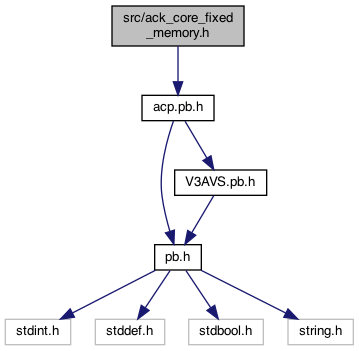 src/ack_core_fixed
_memory.h
acp.pb.h
V3AVS.pb.h
pb.h
stdint.h
stddef.h
stdbool.h
string.h